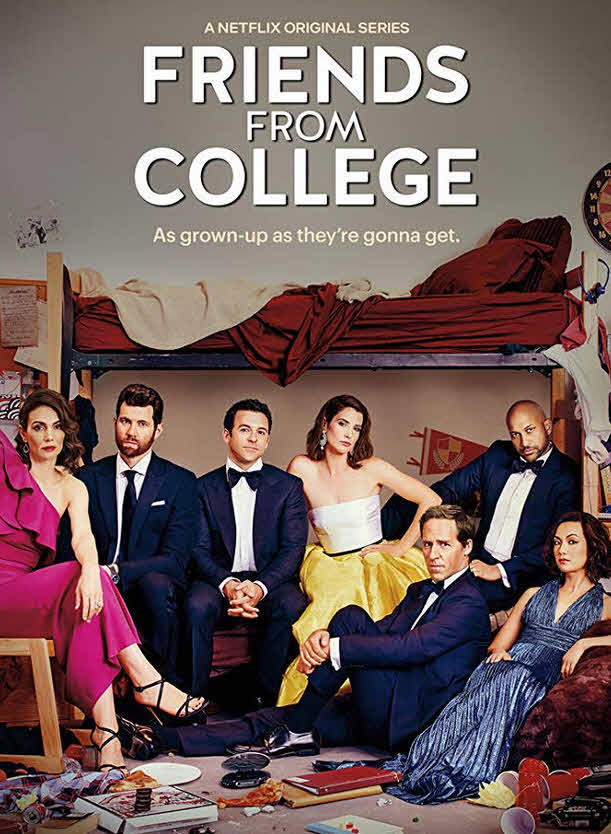 A NETFLIX ORIGINAL SERIES
FRIENDS
FROM
COLLEGE
As grown-up as they're gonna get.